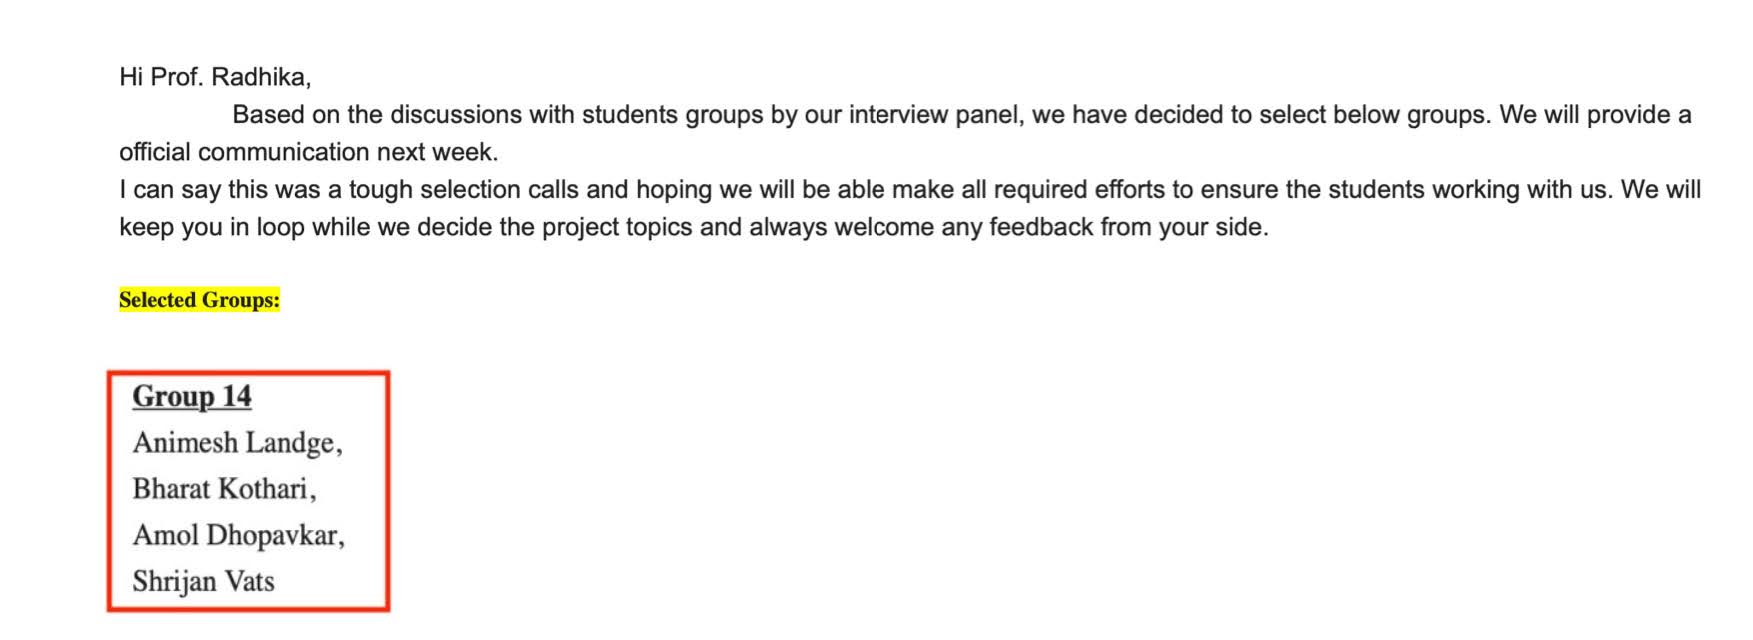 Hi Prof. Radhika,
Based on the discussions with students groups by our interview panel, we have decided to select below groups. We will provide a
official communication next week.
I can say this was a tough selection calls and hoping we will be able make all required efforts to ensure the students working with us. We will
keep you in loop while we decide the project topics and always welcome any feedback from your side.
Selected Groups:
Group 14
Animesh Landge,
Bharat Kothari,
Amol Dhopavkar,
Shrijan Vats